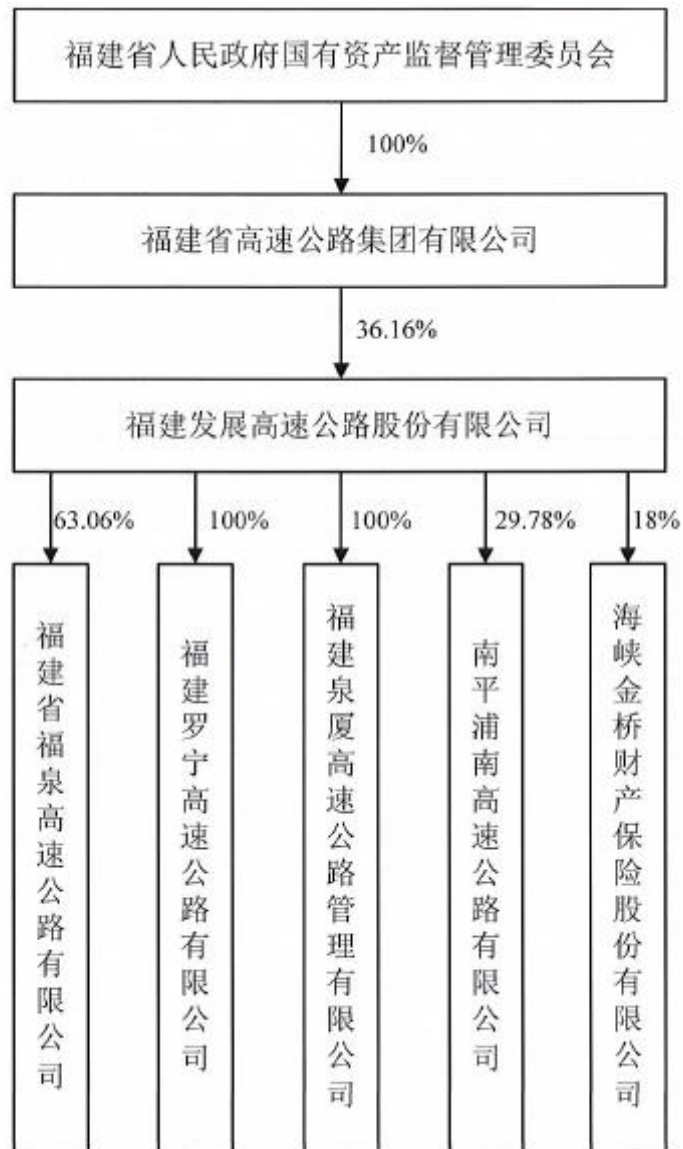 福建省人民政府国有资产监督管理委员会
100%
福建省高速公路集团有限公司
36.16%
福建发展高速公路股份有限公司
63.06%
100%
100%
29.78%
18%
福建省福泉高速公路有限公司
福建罗宁高速公路有限公司
福建泉厦高速公路管理有限公司
南平浦南高速公路有限公司
海峡金桥财产保险股份有限公司